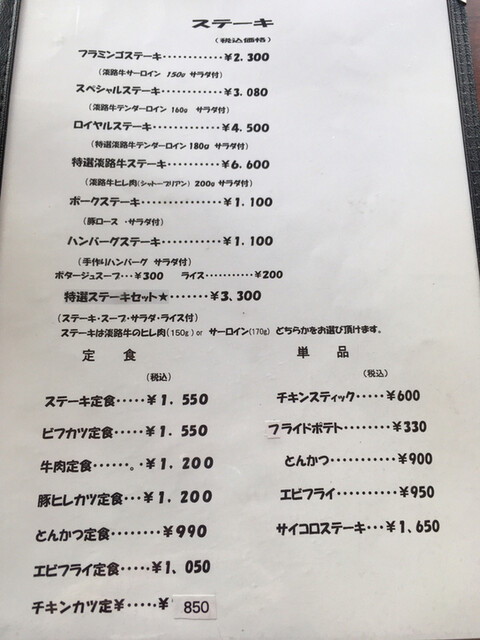 ステーキ
(税込価格)
フラミンゴステーキ・・・・・・・・・・・・￥2.300
(淡路牛サーロイン 150g サラダ付)
スペシャルステーキ・・・・・・・・・・・・￥3.080
(淡路牛テンダーロイン 160g サラダ付)
ロイヤルステーキ・・・・・・・・・・・・￥4.500
(特選淡路牛テンダーロイン 180g サラダ付)
特選淡路牛ステーキ・・・・・・・・・￥6.600
(淡路牛ヒレ肉(シャトーブリアン) 200g サラダ付)
ポークステーキ・・・・・・・・・・・・・￥1.100
(豚ロース ・サラダ付)
ハンバーグステーキ・・・・・・・・・￥1.100
(手作りハンバーグ サラダ付)
ポタージュスープ・・・￥300 ライス・・・・・・・・・￥200
特選ステーキセット★・・・・・・・￥3,300
(ステーキ・スープ・サラダ・ライス付)
ステーキは淡路牛のヒレ肉(150g)or サーロイン(170g) どちらかをお選び頂けます。
定 食
(税込)
ステーキ定食・・・・・￥1.550
ビフカツ定食・・・・・￥1.550
牛肉定食・・・・・・。・￥1.200
豚ヒレカツ定食・・・￥1.200
とんかつ定食・・・・・・・・￥990
エビフライ定食・・・・・￥1、050
チキンカツ定￥・・・・・￥ 850
単 品
(税込)
チキンスティック・・・・・￥600
フライドポテト・・・・・・・・￥330
とんかつ・・・・・・・・・￥900
エビフライ・・・・・・・・・・￥950
サイコロステーキ・・・￥1,650